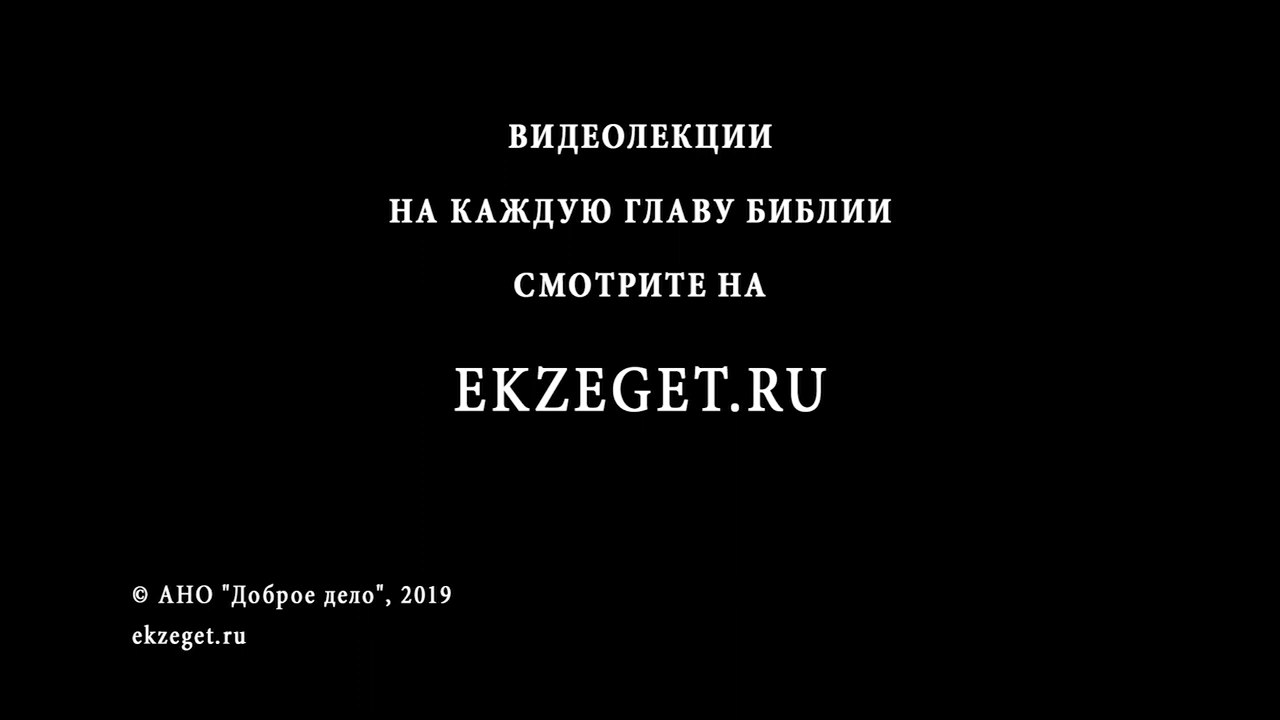 ВИДЕОЛЕКЦИИ
НА КАЖДУЮ ГЛАВУ БИБЛИИ
СМОТРИТЕ НА
EKZEGET.RU
© АНО "Доброе дело", 2019
ekzeget.ru